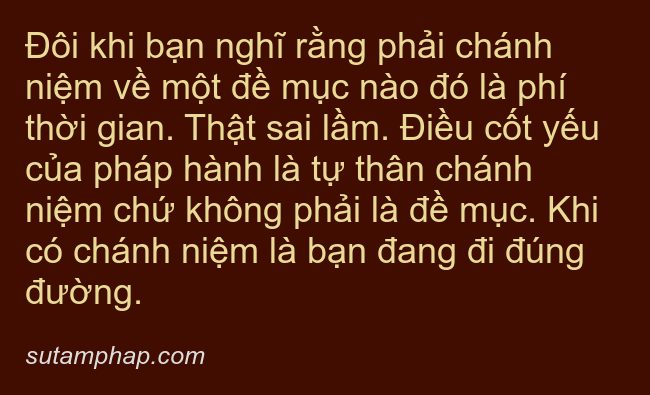 Đôi khi bạn nghĩ rằng phải chánh
niệm về một đề mục nào đó là phí
thời gian. Thật sai lầm. Điều cốt yếu
của pháp hành là tự thân chánh
niệm chứ không phải là đề mục. Khi
có chánh niệm là bạn đang đi đúng
đường.
sutamphap.com